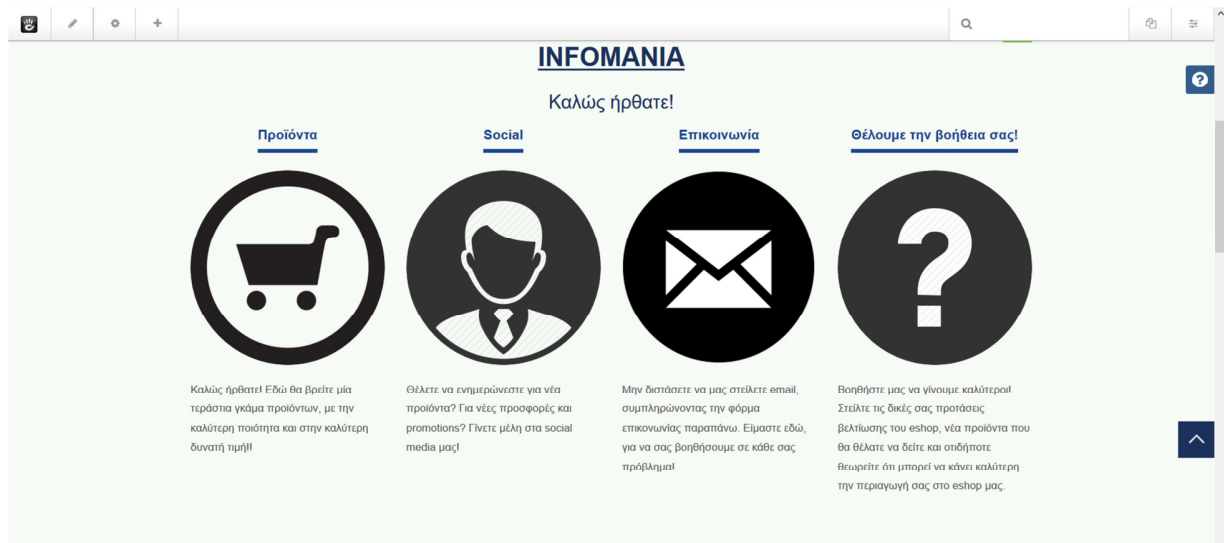 INFOMANIA
Καλώς ήρθατε!
Προϊόντα
Social
Επικοινωνία
Θέλουμε την βοήθεια σας!
Καλώς ήρθατε! Εδώ θα βρείτε μία
τεράστια γκάμα προϊόντων, με την
καλύτερη ποιότητα και στην καλύτερη
δυνατή τιμή!!
Θέλετε να ενημερώνεστε για νέα
προϊόντα? Για νέες προσφορές και
promotions? Γίνετε μέλη στα social
media μας!
Μην διστάσετε να μας στείλετε email,
συμπληρώνοντας την φόρμα
επικονωνίας παραπάνω. Είμαστε εδώ,
για να σας βοηθήσουμε σε κάθε σας
πρόβλημα!
Βοηθήστε μας να γίνουμε καλύτεροι!
Στείλτε τις δικές σας προτάσεις
βελτίωσης του eshop, νέα προϊόντα που
θα θέλατε να δείτε και οτιδήποτε
θεωρείτε ότι μπορεί να κάνει καλύτερη
την περιαγωγή σας στο eshop μας.